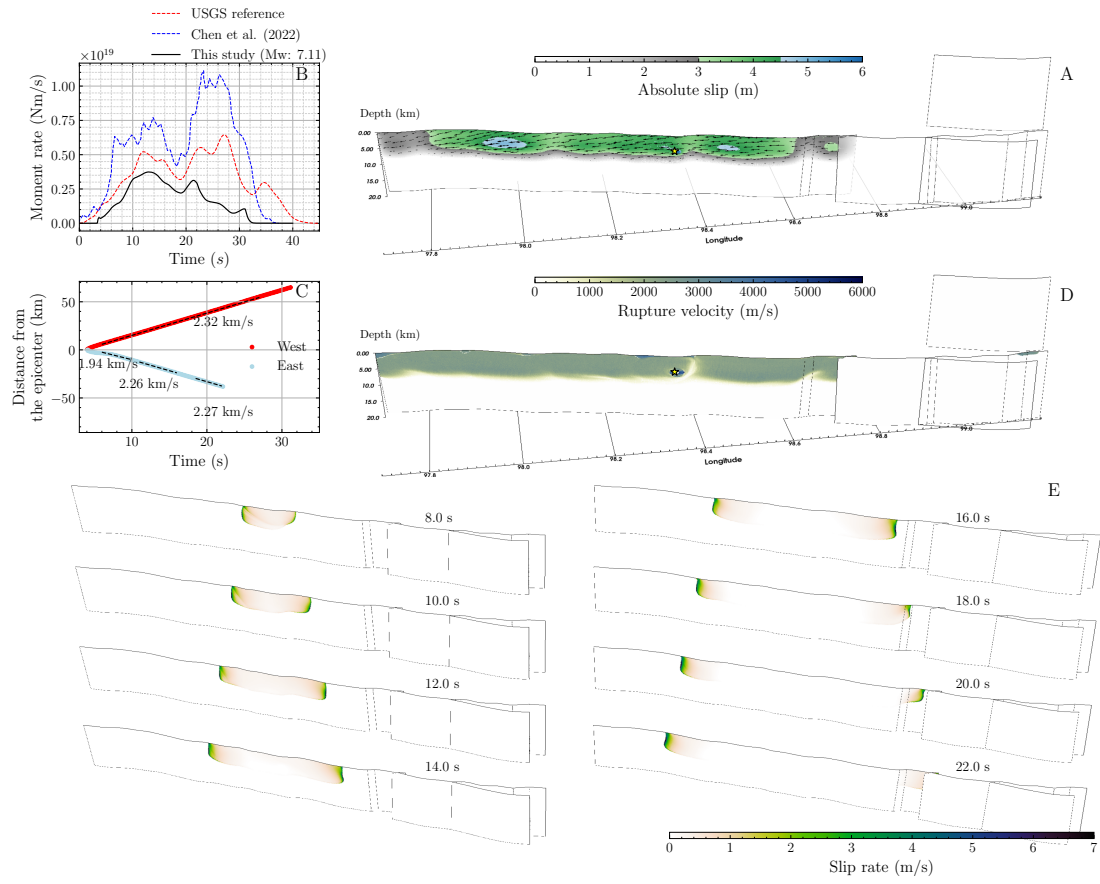 USGS reference
Chen et al. (2022)
This study (Mw: 7.11)
×10¹⁹
B
1.00
0.75
0.50
0.25
0.00
Moment rate (Nm/s)
0 10 20 30 40
Time (s)
A
0 1 2 3 4 5 6
Absolute slip (m)
Depth (km)
0.00
5.00
10.0
15.0
20.0
97.8 98.0 98.2 98.4 98.6 98.8 99.0
Longitude
C
50
0
−50
Distance from
the epicenter (km)
2.32 km/s
1.94 km/s
2.26 km/s
2.27 km/s
West
East
10 20 30
Time (s)
D
0 1000 2000 3000 4000 5000 6000
Rupture velocity (m/s)
Depth (km)
0.00
5.00
10.0
15.0
20.0
97.8 98.0 98.2 98.4 98.6 98.8 99.0
Longitude
E
8.0 s
10.0 s
12.0 s
14.0 s
16.0 s
18.0 s
20.0 s
22.0 s
0 1 2 3 4 5 6 7
Slip rate (m/s)